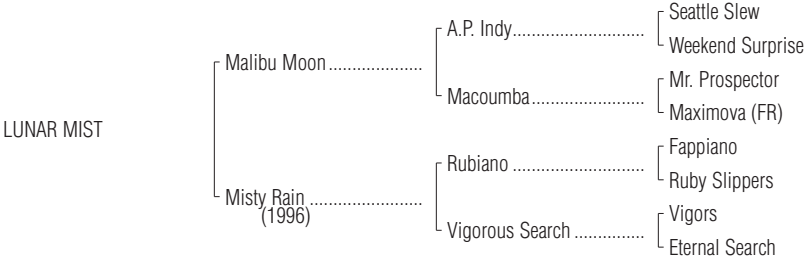 Seattle Slew
A.P. Indy
Weekend Surprise
Malibu Moon
Mr. Prospector
Macoumba
Maximova (FR)
LUNAR MIST
Fappiano
Rubiano
Ruby Slippers
Misty Rain
(1996)
Vigors
Vigorous Search
Eternal Search